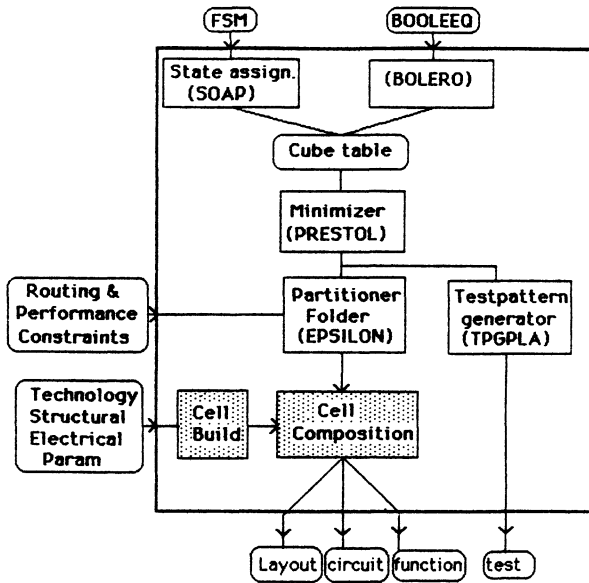 FSM
BOOLEEQ
State assign.
(SOAP)
(BOLERO)
Cube table
Minimizer
(PRESTOL)
Routing &
Performance
Constraints
Partitioner
Folder
(EPSILON)
Testpattern
generator
(TPGPLA)
Technology
Structural
Electrical
Param
Cell
Build
Cell
Composition
Layout
circuit
function
test